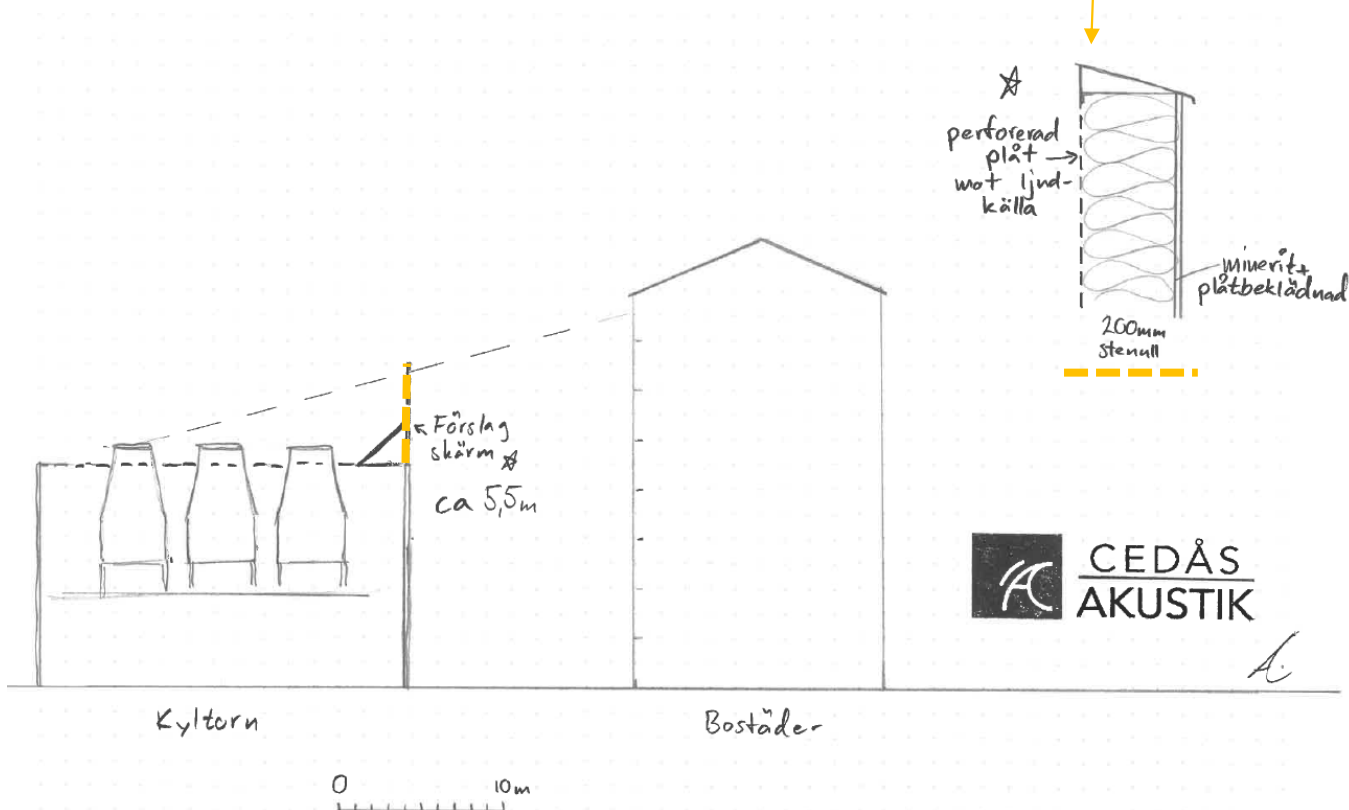 perforerad
plåt
mot ljud-
källa
minerit +
plåtbeklädnad
200mm
stenull
Förslag
skärm
ca 5,5m
CEDÅS
AKUSTIK
Kyltorn
Bostäder
0 10m